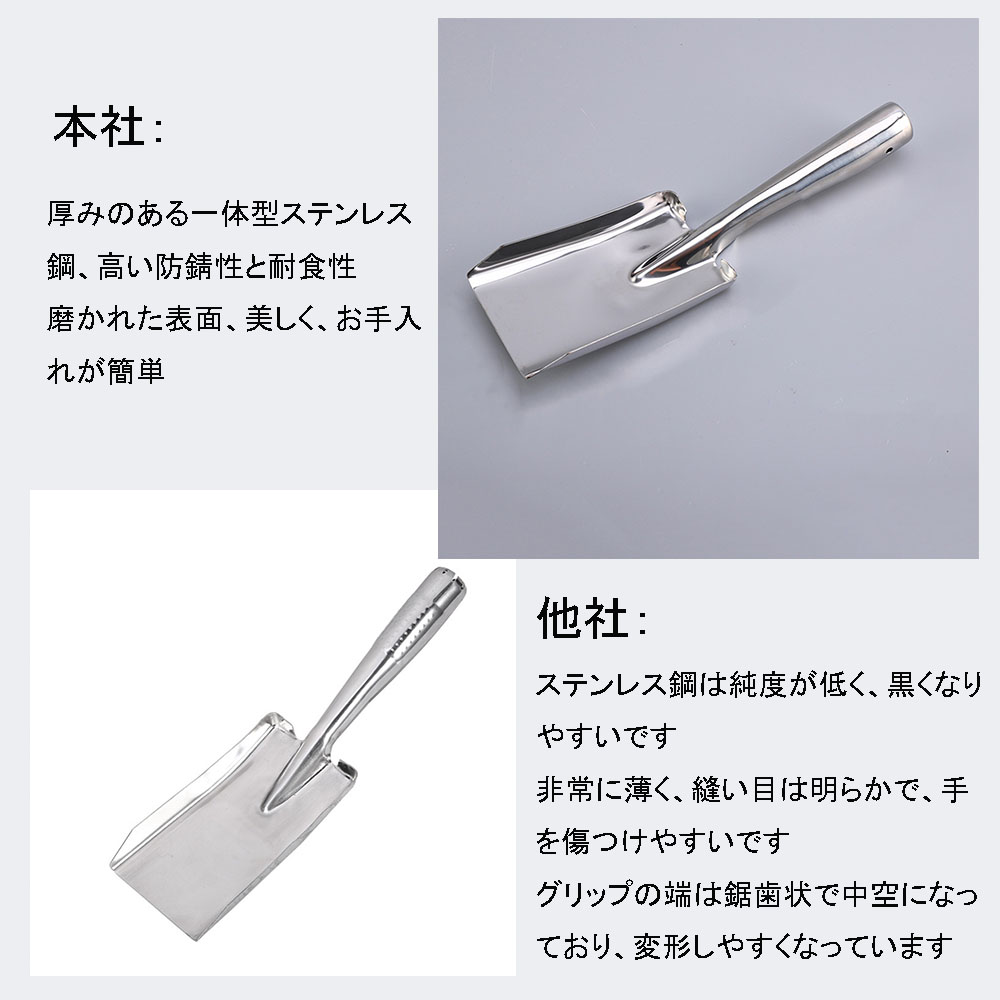 本社：
厚みのある一体型ステンレス
鋼、高い防錆性と耐食性
磨かれた表面、美しく、お手入
れが簡単
他社：
ステンレス鋼は純度が低く、黒くなり
やすいです
非常に薄く、縫い目は明らかで、手
を傷つけやすいです
グリップの端は鋸歯状で中空になっ
ており、変形しやすくなっています